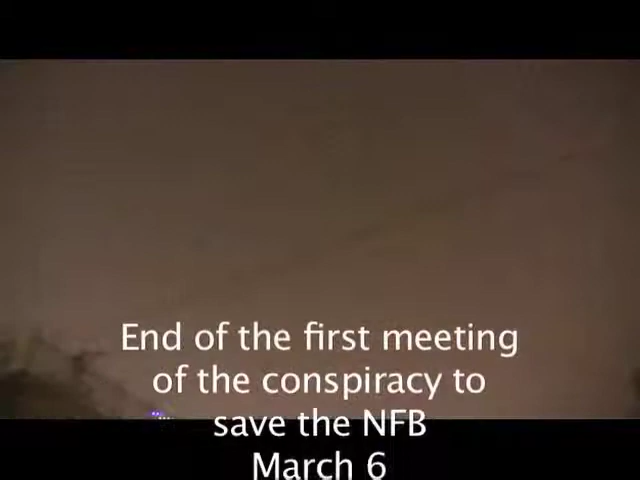 End of the first meeting
of the conspiracy to
save the NFB
March 6